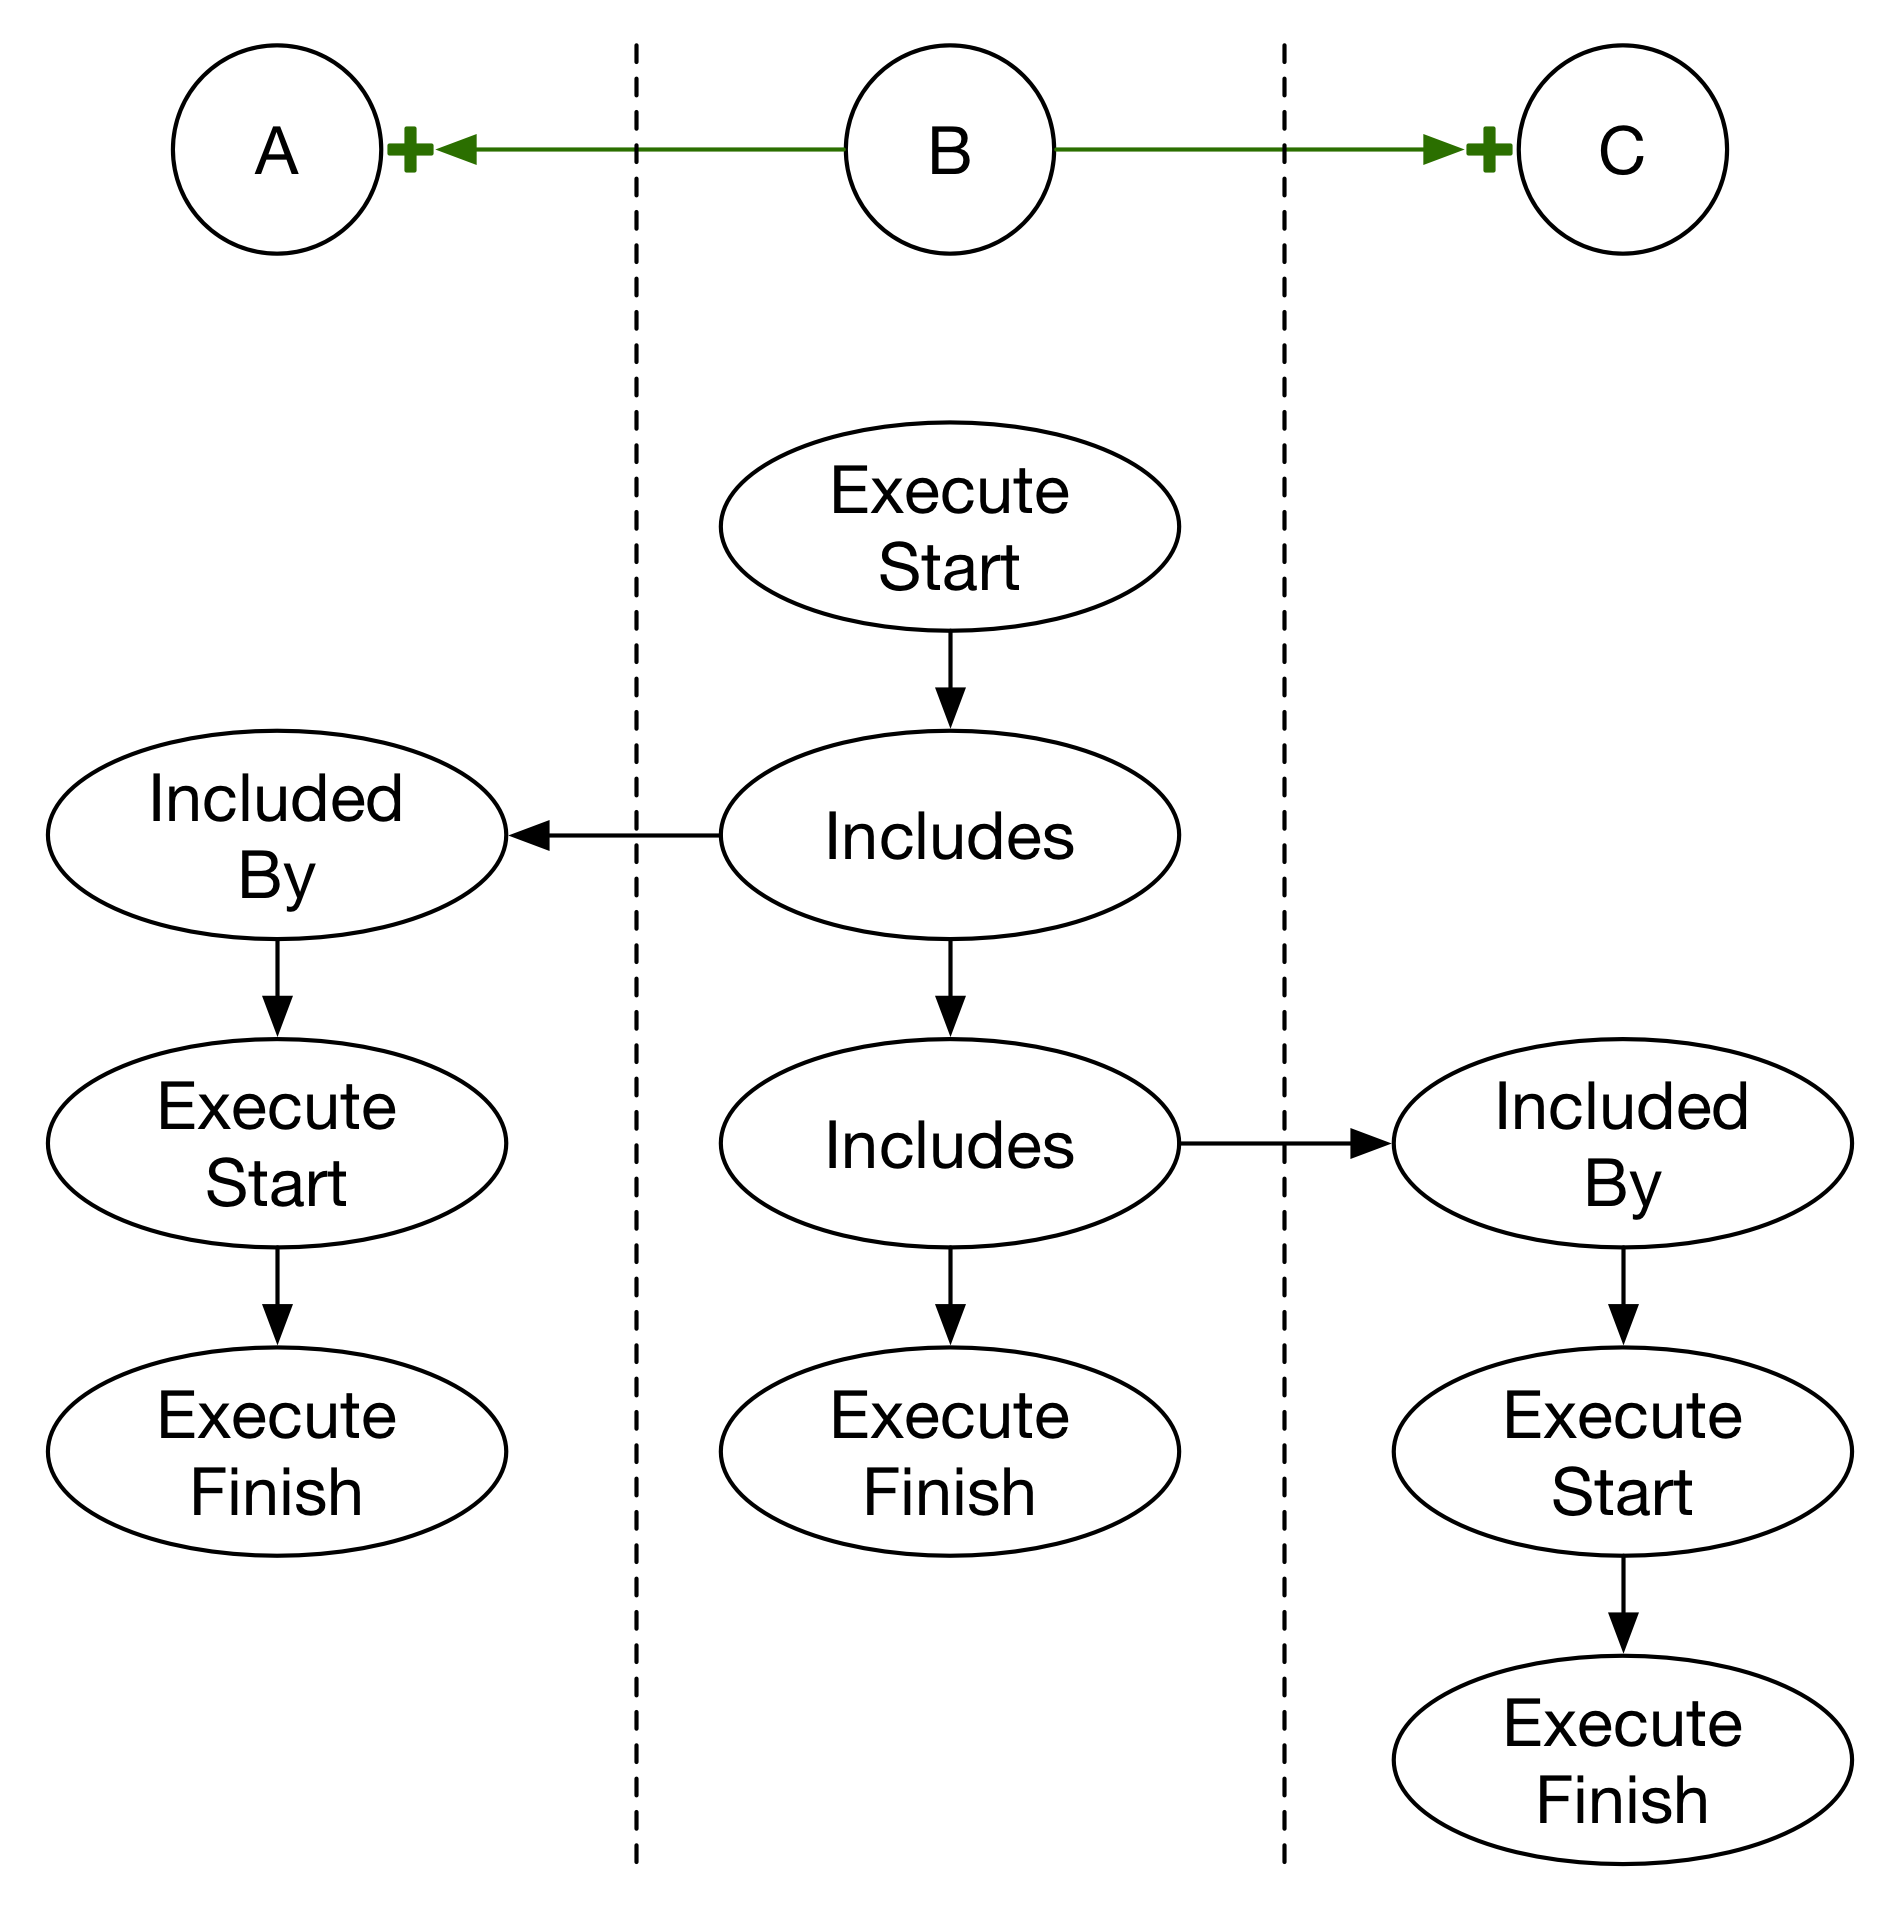 A
B
C
Execute
Start
Included
By
Includes
Execute
Start
Includes
Included
By
Execute
Finish
Execute
Finish
Execute
Start
Execute
Finish